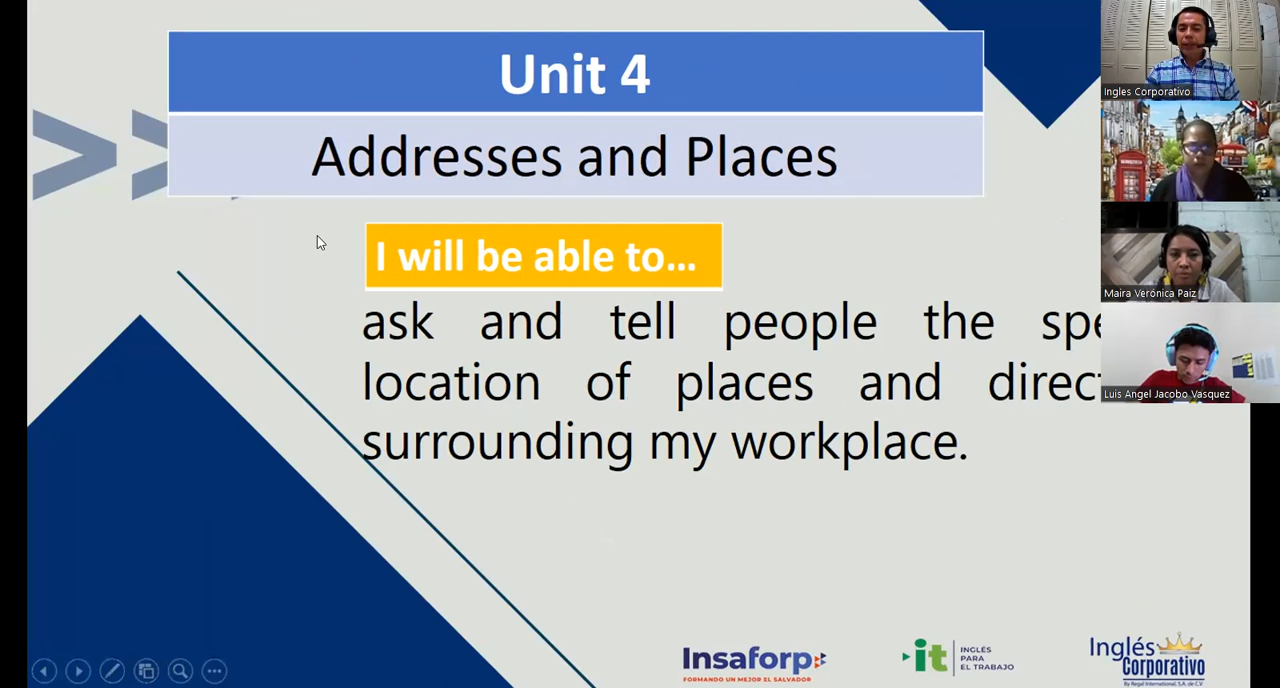 Unit 4
Addresses and Places
I will be able to...
ask and tell people the spe
location of places and direct
surrounding my workplace.
Ingles Corporativo
Maira Verónica Paiz
Luis Angel Jacobo Vasquez
Insaforp
FORMANDO UN MEJOR EL SALVADOR
it
INGLÉS
PARA
EL TRABAJO
Inglés
Corporativo
By Regal International, S.A. de C.V.